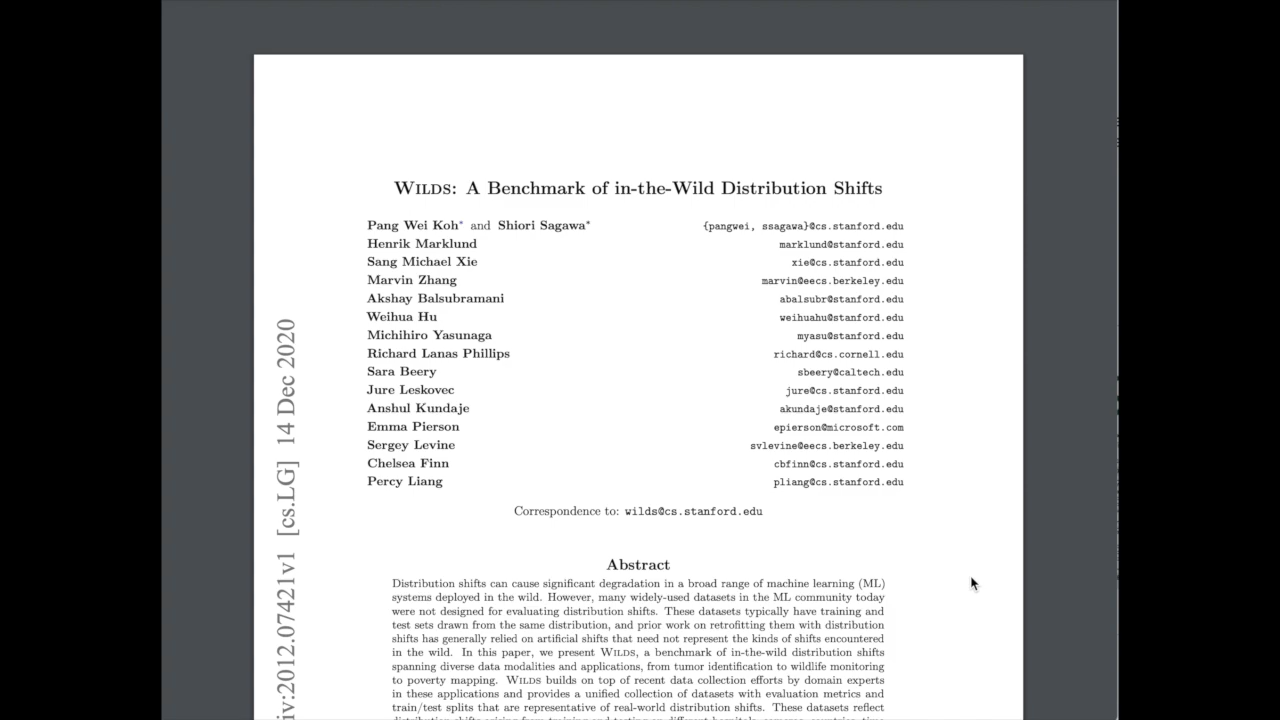 WILDS: A Benchmark of in-the-Wild Distribution Shifts
Pang Wei Koh* and Shiori Sagawa* {pangwei, ssagawa}@cs.stanford.edu
Henrik Marklund marklund@stanford.edu
Sang Michael Xie xie@cs.stanford.edu
Marvin Zhang marvin@eecs.berkeley.edu
Akshay Balsubramani abalsubr@stanford.edu
Weihua Hu weihuahu@stanford.edu
Michihiro Yasunaga myasu@stanford.edu
Richard Lanas Phillips richard@cs.cornell.edu
Sara Beery sbeery@caltech.edu
Jure Leskovec jure@cs.stanford.edu
Anshul Kundaje akundaje@stanford.edu
Emma Pierson epierson@microsoft.com
Sergey Levine svlevine@eecs.berkeley.edu
Chelsea Finn cbfinn@cs.stanford.edu
Percy Liang pliang@cs.stanford.edu
Correspondence to: wilds@cs.stanford.edu
Abstract
Distribution shifts can cause significant degradation in a broad range of machine learning (ML)
systems deployed in the wild. However, many widely-used datasets in the ML community today
were not designed for evaluating distribution shifts. These datasets typically have training and
test sets drawn from the same distribution, and prior work on retrofitting them with distribution
shifts has generally relied on artificial shifts that need not represent the kinds of shifts encountered
in the wild. In this paper, we present WILDS, a benchmark of in-the-wild distribution shifts
spanning diverse data modalities and applications, from tumor identification to wildlife monitoring
to poverty mapping. WILDS builds on top of recent data collection efforts by domain experts
in these applications and provides a unified collection of datasets with evaluation metrics and
train/test splits that are representative of real-world distribution shifts. These datasets reflect
iv:2012.07421v1 [cs.LG] 14 Dec 2020